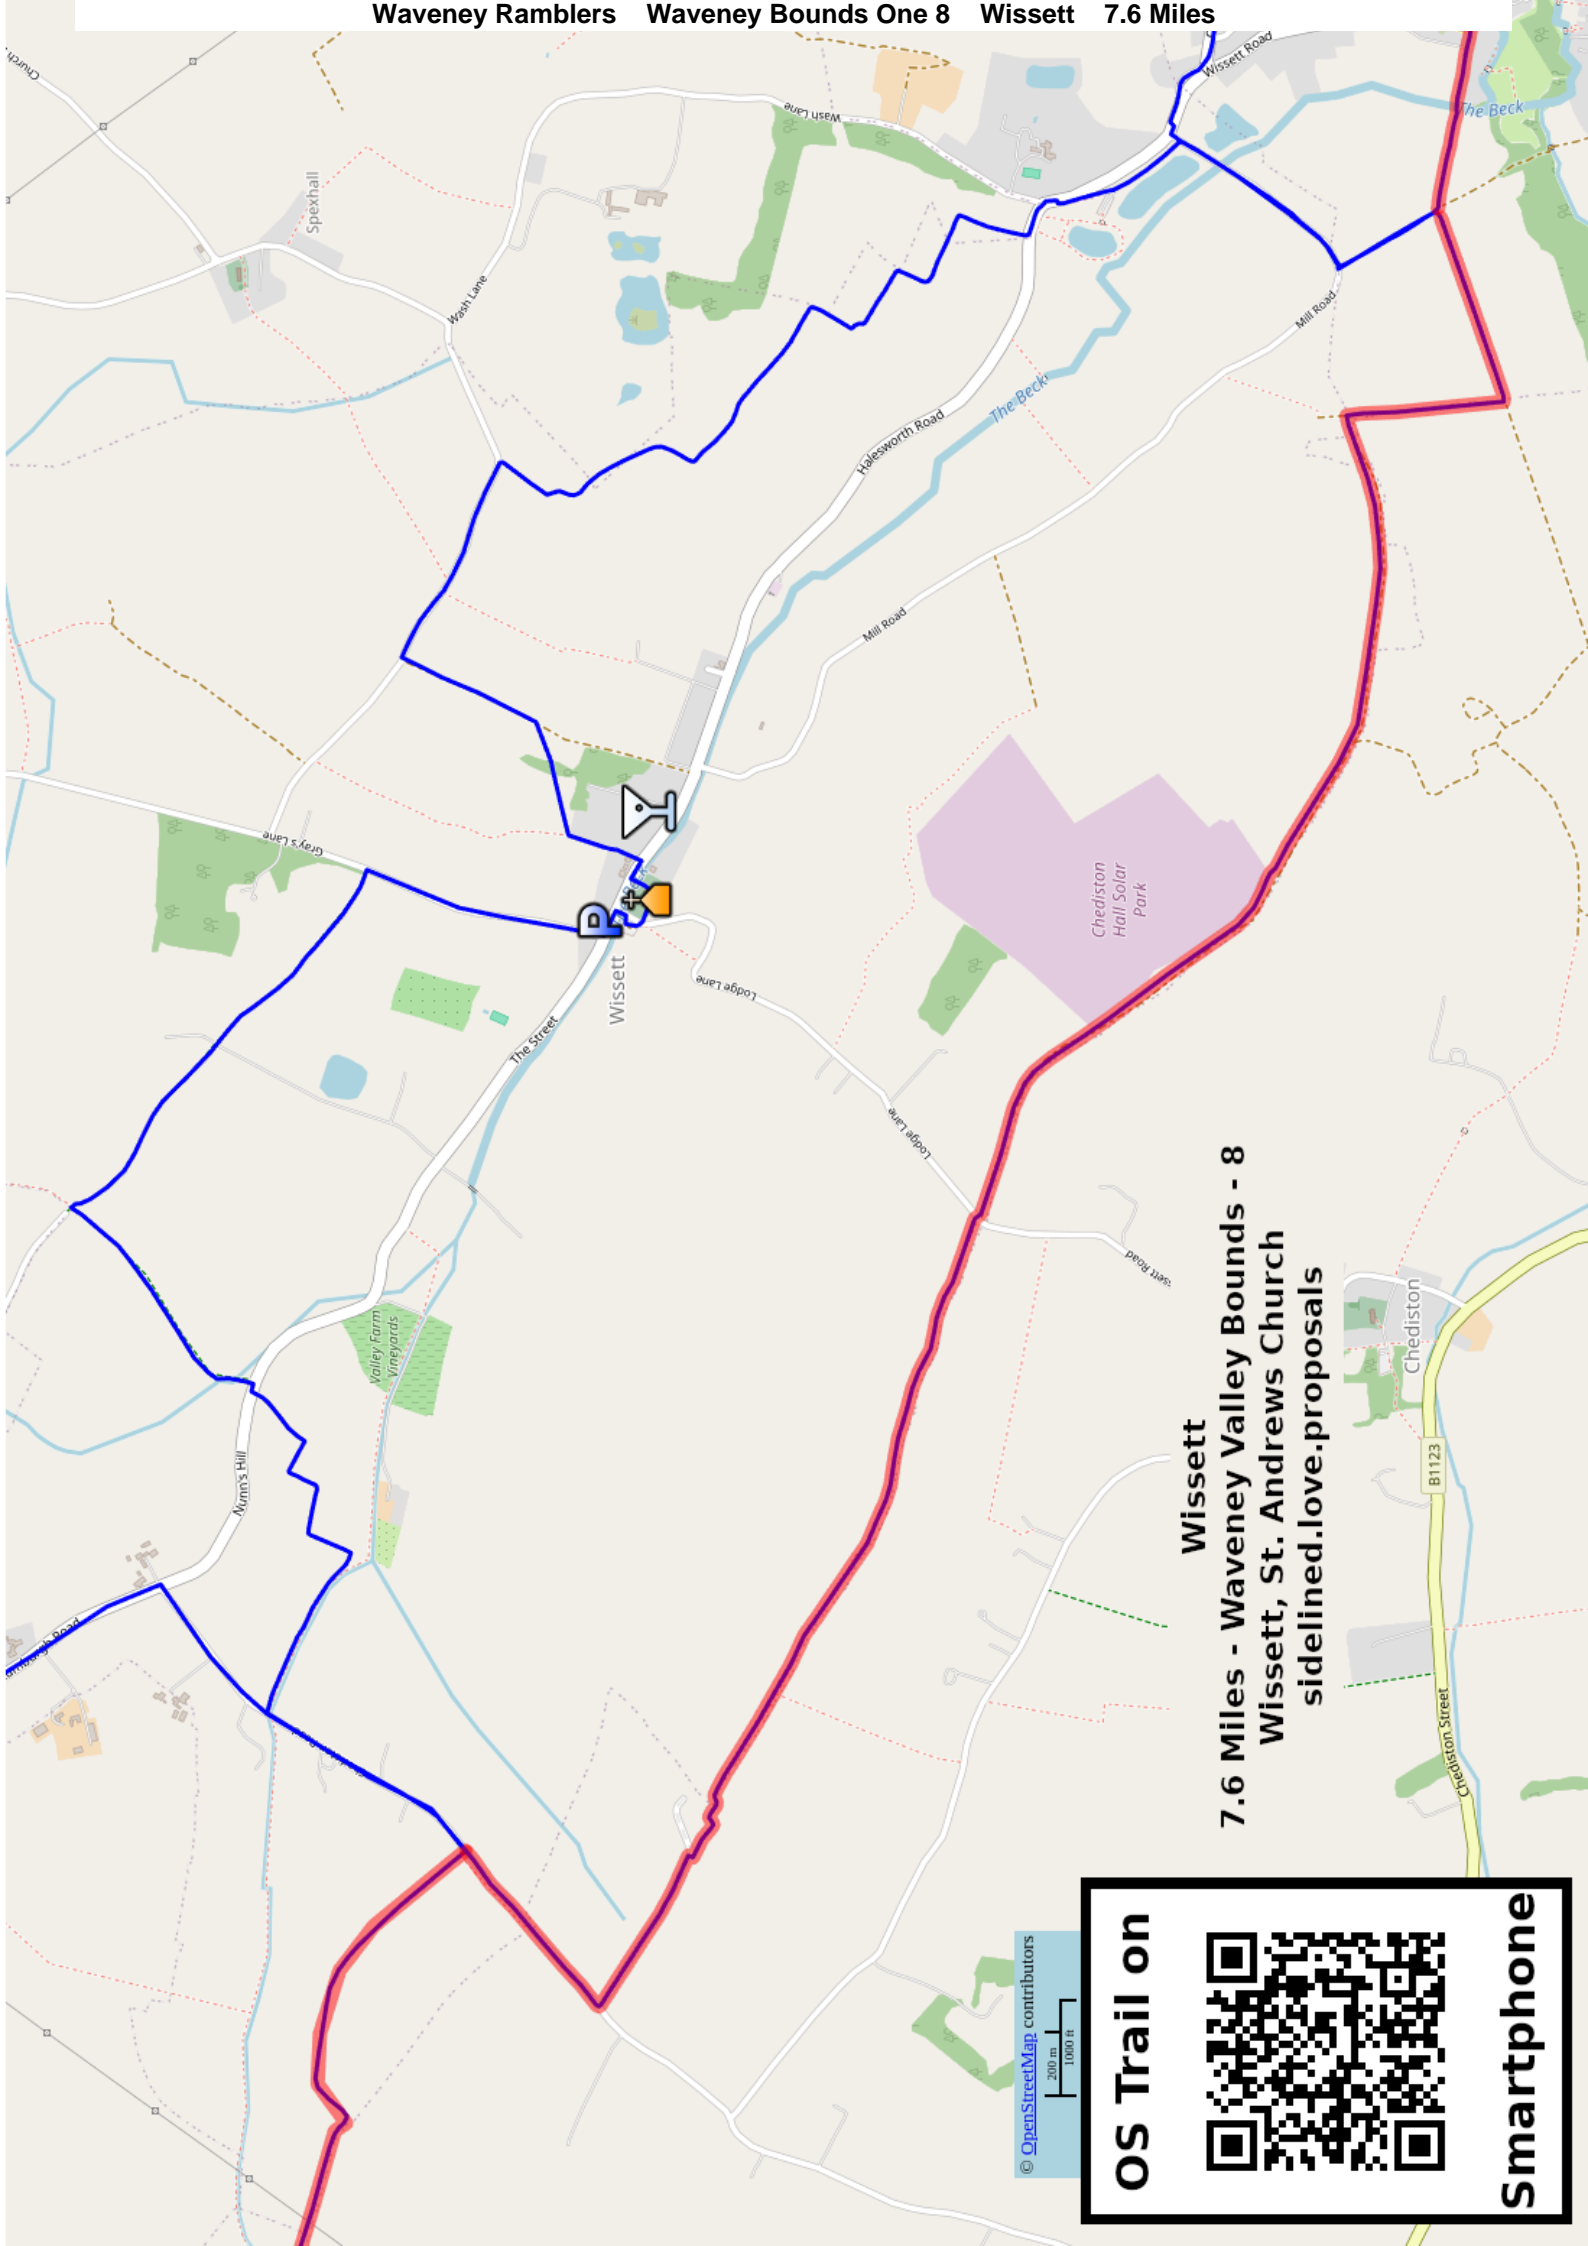 Waveney Ramblers Waveney Bounds One 8 Wissett 7.6 Miles
Church
Spexhall
Wash Lane
Wash Lane
Wissett Road
The Beck
Halesworth Road
The Beck
Mill Road
Mill Road
Gray's Lane
P
Beck
Wissett
The Street
Lodge Lane
Lodge Lane
Chediston
Hall Solar
Park
Valley Farm
Vineyards
Nunn's Hill
Chediston
B1123
Chediston Street
Wissett
7.6 Miles - Waveney Valley Bounds - 8
Wissett, St. Andrews Church
sidelined.love.proposals
© OpenStreetMap contributors
200 m
1000 ft
OS Trail on
Smartphone